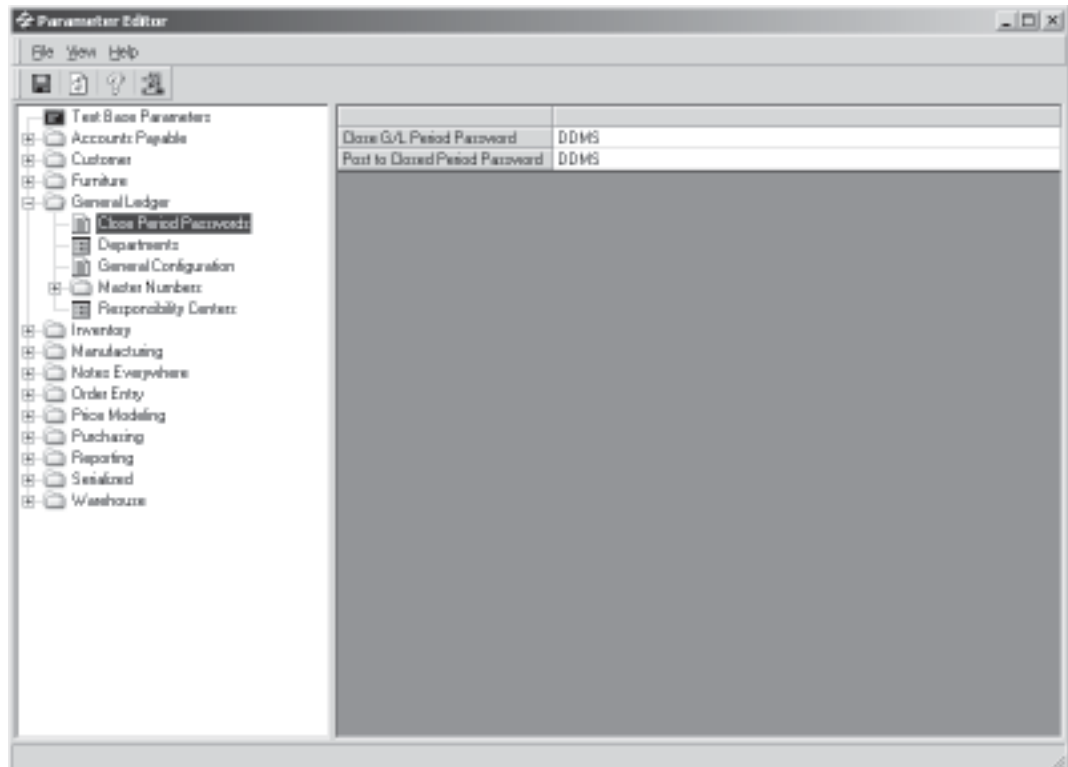 Parameter Editor
File View Help
Test Base Parameters
Accounts Payable
Customer
Furniture
General Ledger
Close Period Passwords
Departments
General Configuration
Master Numbers
Responsibility Centers
Inventory
Manufacturing
Notes Everywhere
Order Entry
Price Modeling
Purchasing
Reporting
Serialized
Warehouse
Close G/L Period Password DDMS
Post to Closed Period Password DDMS